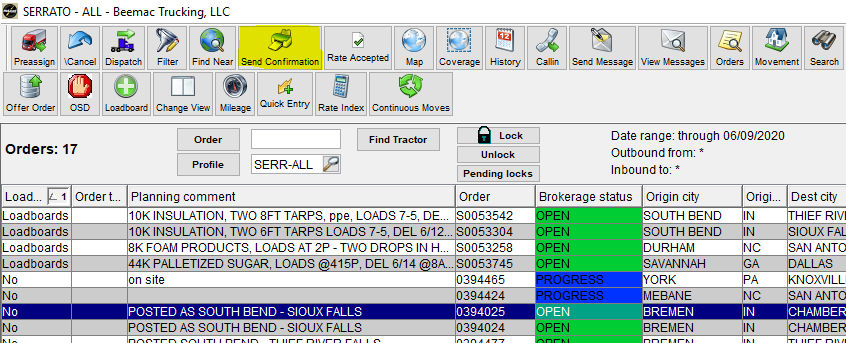 SERRATO - ALL - Beemac Trucking, LLC
Preassign \Cancel Dispatch Filter Find Near Send Confirmation Rate Accepted Map Coverage History Callin Send Message View Messages Orders Movement Search
Offer Order OSD Loadboard Change View Mileage Quick Entry Rate Index Continuous Moves
Orders: 17
Order
Profile SERR-ALL
Find Tractor
Lock
Unlock
Pending locks
Date range: through 06/09/2020
Outbound from: *
Inbound to: *
Load... 1 Order t... Planning comment Order Brokerage status Origin city Origi... Dest city
Loadboards 10K INSULATION, TWO 8FT TARPS, ppe, LOADS 7-5, DE... S0053542 OPEN SOUTH BEND IN THIEF RIV
Loadboards 10K INSULATION, TWO 6FT TARPS LOADS 7-5, DEL 6/12... S0053304 OPEN SOUTH BEND IN SIOUX FAL
Loadboards 8K FOAM PRODUCTS, LOADS AT 2P - TWO DROPS IN H... S0053258 OPEN DURHAM NC SAN ANTO
Loadboards 44K PALLETIZED SUGAR, LOADS @415P, DEL 6/14 @8A... S0053745 OPEN SAVANNAH GA DALLAS
No on site 0394465 PROGRESS YORK PA KNOXVILL
No 0394424 PROGRESS MEBANE NC SAN ANTO
No POSTED AS SOUTH BEND - SIOUX FALLS 0394025 OPEN BREMEN IN CHAMBER
No POSTED AS SOUTH BEND - SIOUX FALLS 0394024 OPEN BREMEN IN CHAMBER